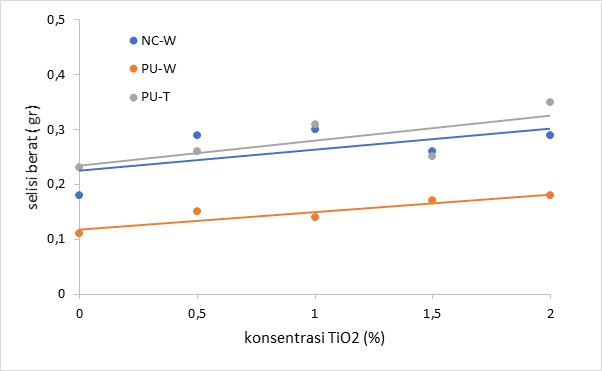 0,5
0,4
0,3
0,2
0,1
0
selisi berat ( gr)
NC-W
PU-W
PU-T
0 0,5 1 1,5 2
konsentrasi TiO2 (%)